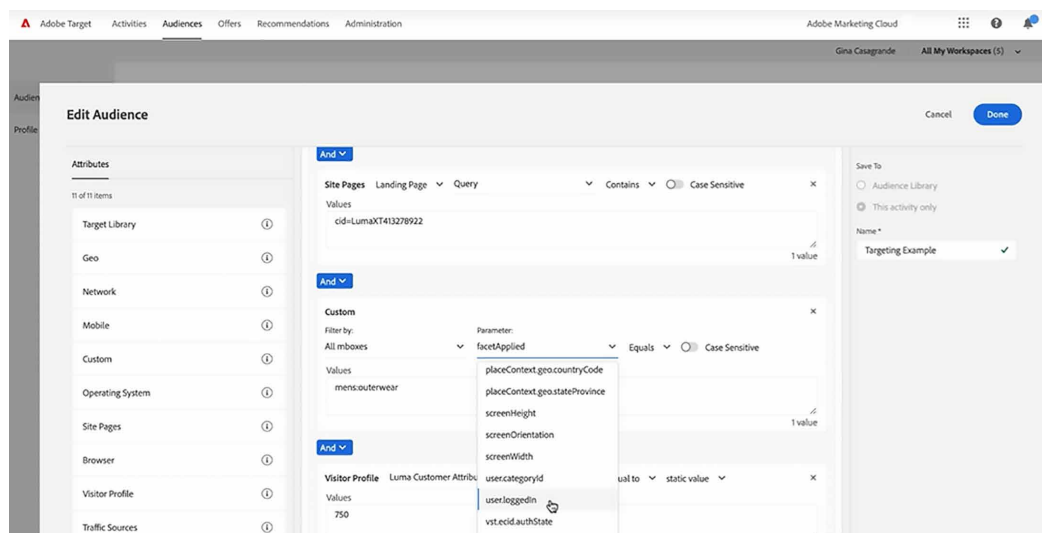 Adobe Target Activities Audiences Offers Recommendations Administration Adobe Marketing Cloud
Gina Casagrande All My Workspaces (5)
Audien
Profile
Edit Audience Cancel Done
Attributes
11 of 11 items
Target Library
Geo
Network
Mobile
Custom
Operating System
Site Pages
Browser
Visitor Profile
Traffic Sources
And
Site Pages Landing Page Query Contains Case Sensitive
Values
cid=LumaXT413278922
1 value
And
Custom
Filter by: Parameter:
All mboxes facetApplied Equals Case Sensitive
Values
mens:outerwear
1 value
placeContext.geo.countryCode
placeContext.geo.stateProvince
screenHeight
screenOrientation
screenWidth
user.categoryId
user.loggedIn
vst.ecid.authState
And
Visitor Profile Luma Customer Attribu ual to static value
Values
750
Save To
Audience Library
This activity only
Name *
Targeting Example